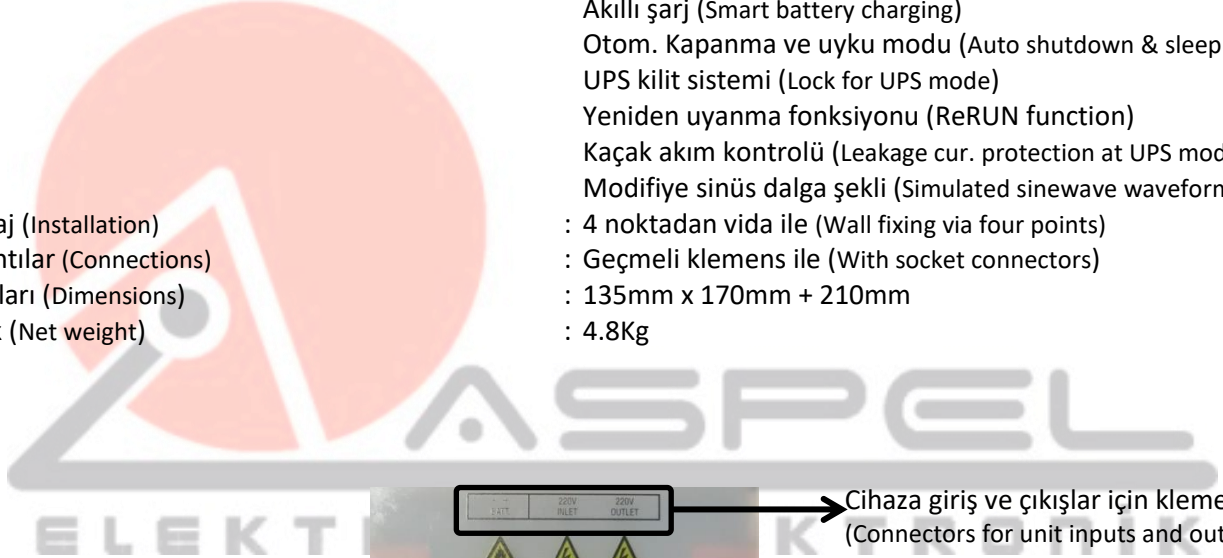 Akıllı şarj (Smart battery charging)
Otom. Kapanma ve uyku modu (Auto shutdown & sleep
UPS kilit sistemi (Lock for UPS mode)
Yeniden uyanma fonksiyonu (ReRUN function)
Kaçak akım kontrolü (Leakage cur. protection at UPS mod
Modifiye sinüs dalga şekli (Simulated sinewave waveform
aj (Installation) : 4 noktadan vida ile (Wall fixing via four points)
ntılar (Connections) : Geçmeli klemens ile (With socket connectors)
ları (Dimensions) : 135mm x 170mm + 210mm
(Net weight) : 4.8Kg
ASPEL
BATT. 220V INLET 220V OUTLET
Cihaza giriş ve çıkışlar için kleme
(Connectors for unit inputs and out
ELEKT KTRONİK